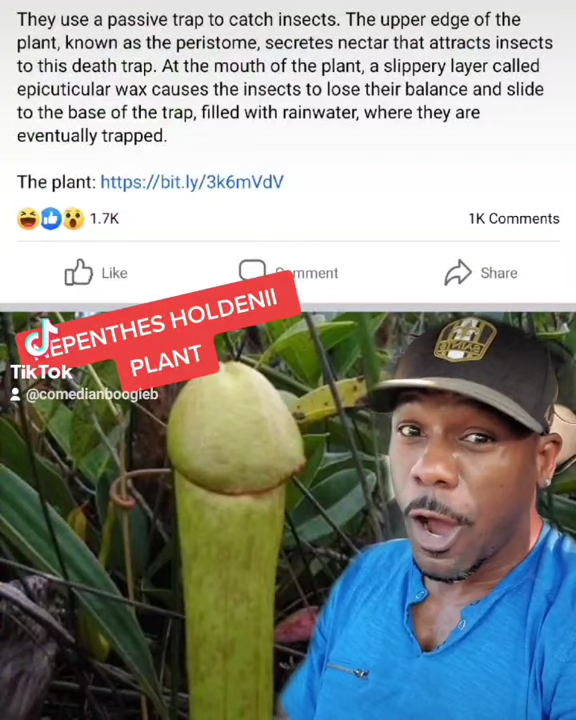 They use a passive trap to catch insects. The upper edge of the
plant, known as the peristome, secretes nectar that attracts insects
to this death trap. At the mouth of the plant, a slippery layer called
epicuticular wax causes the insects to lose their balance and slide
to the base of the trap, filled with rainwater, where they are
eventually trapped.
The plant: https://bit.ly/3k6mVdV
1.7K
1K Comments
Like
mment
Share
EPENTHES HOLDENII
PLANT
TikTok
@comedianboogieb